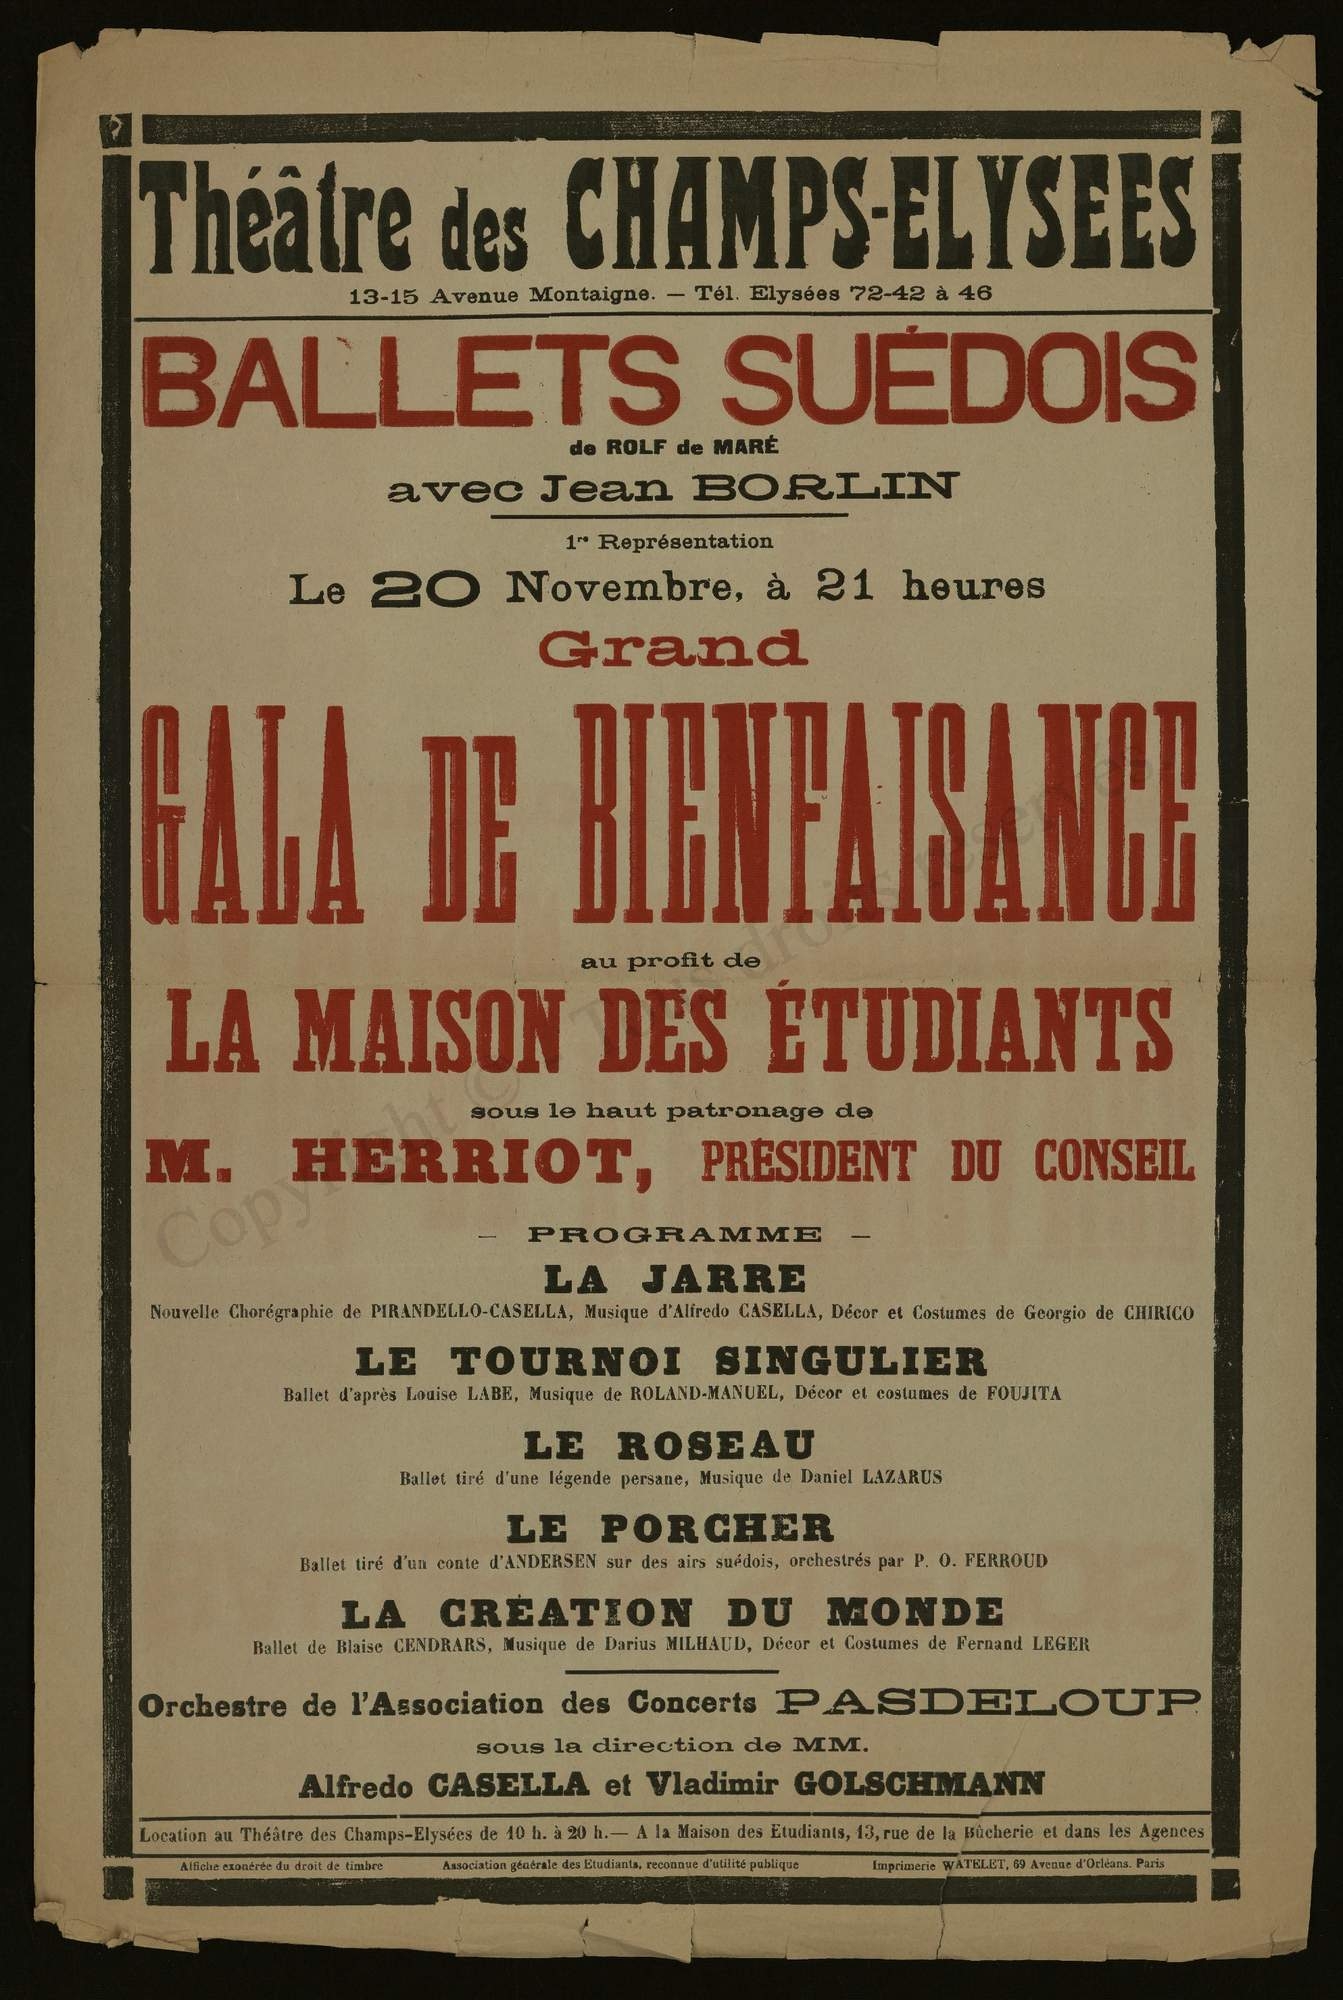 Théâtre des CHAMPS-ELYSEES
13-15 Avenue Montaigne. — Tél. Elysées 72-42 à 46
BALLETS SUÉDOIS
de ROLF de MARÉ
avec Jean BORLIN
1re Représentation
Le 20 Novembre, à 21 heures
Grand
GALA DE BIENFAISANCE
au profit de
LA MAISON DES ÉTUDIANTS
sous le haut patronage de
M. HERRIOT, PRÉSIDENT DU CONSEIL
— PROGRAMME —
LA JARRE
Nouvelle Chorégraphie de PIRANDELLO-CASELLA, Musique d'Alfredo CASELLA, Décor et Costumes de Georgio de CHIRICO
LE TOURNOI SINGULIER
Ballet d'après Louise LABE, Musique de ROLAND-MANUEL, Décor et costumes de FOUJITA
LE ROSEAU
Ballet tiré d'une légende persane, Musique de Daniel LAZARUS
LE PORCHER
Ballet tiré d'un conte d'ANDERSEN sur des airs suédois, orchestrés par P. O. FERROUD
LA CRÉATION DU MONDE
Ballet de Blaise CENDRARS, Musique de Darius MILHAUD, Décor et Costumes de Fernand LEGER
Orchestre de l'Association des Concerts PASDELOUP
sous la direction de MM.
Alfredo CASELLA et Vladimir GOLSCHMANN
Location au Théâtre des Champs-Elysées de 10 h. à 20 h. — A la Maison des Etudiants, 13, rue de la Bûcherie et dans les Agences
Affiche exonérée du droit de timbre Association générale des Etudiants, reconnue d'utilité publique Imprimerie WATELET, 69 Avenue d'Orléans. Paris
Copyright © - Tous droits réservés.